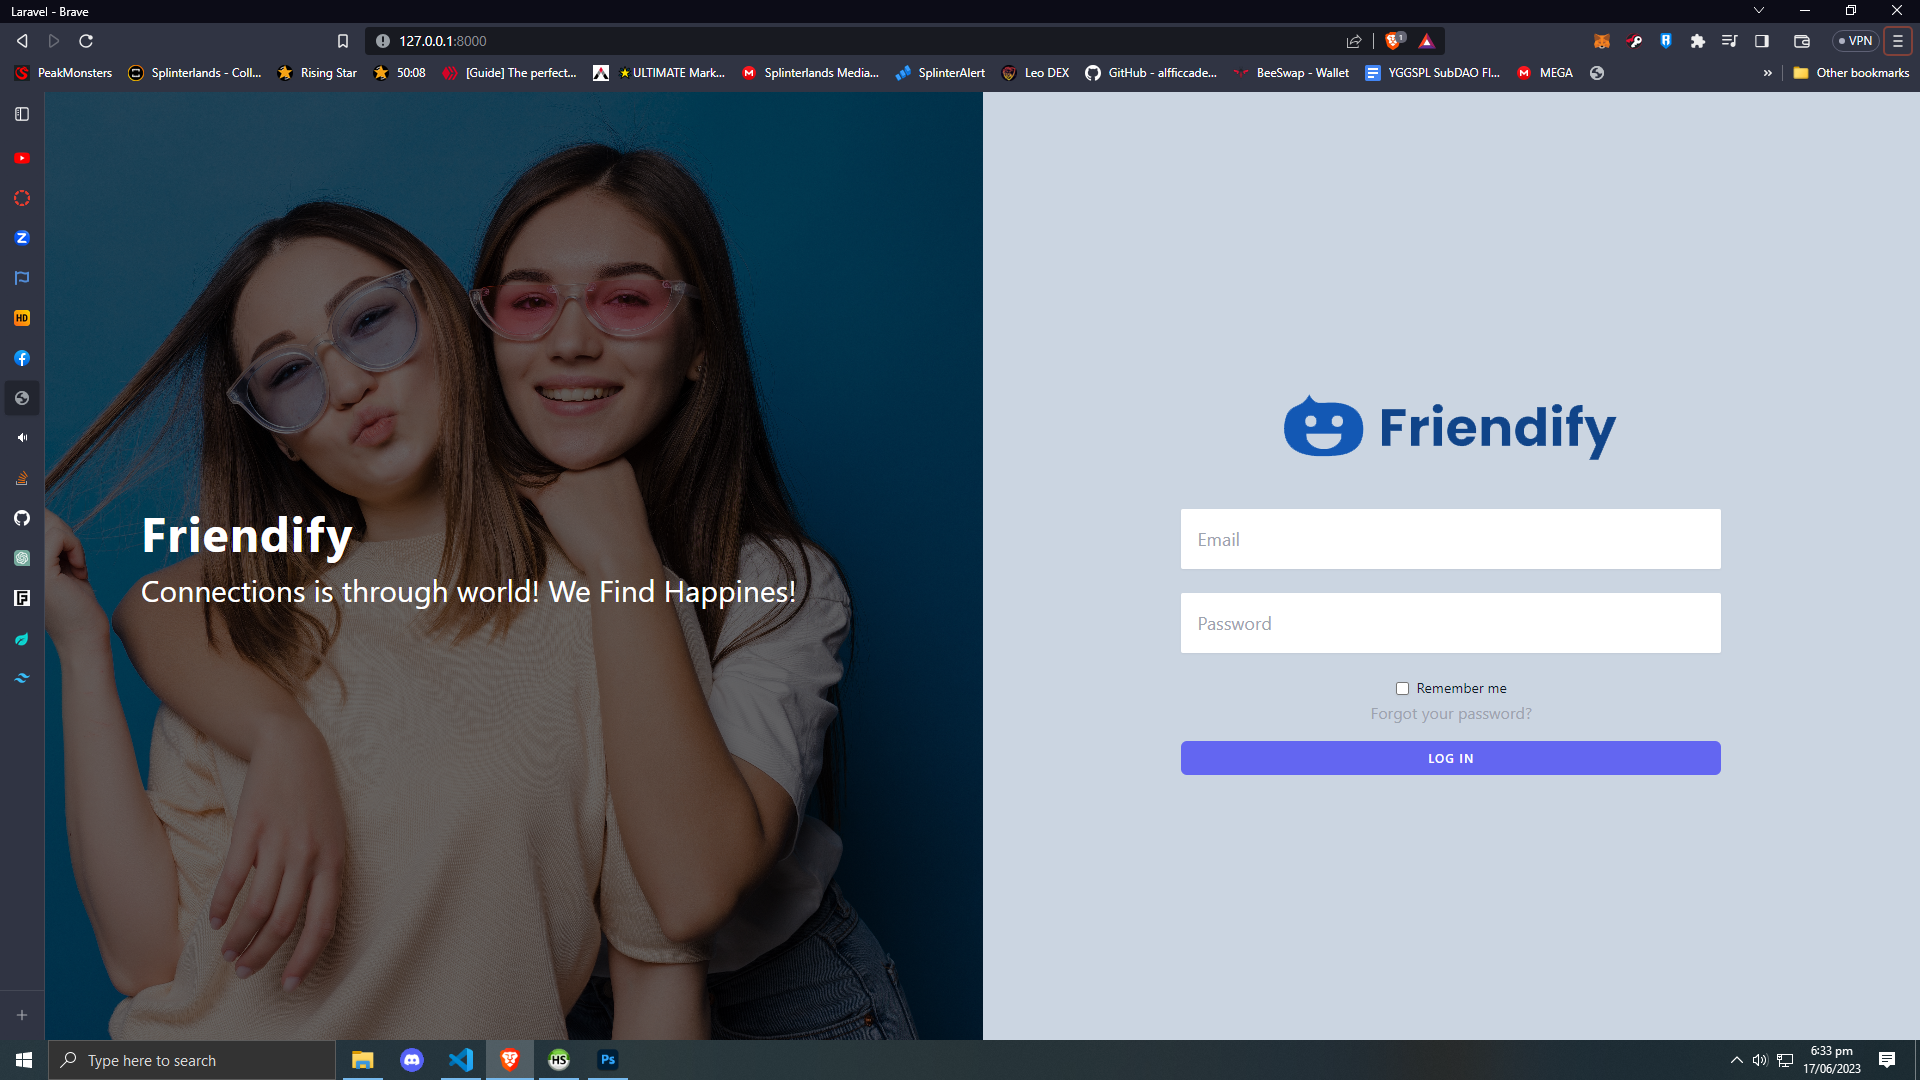 Laravel - Brave
127.0.0.1:8000
1
VPN
PeakMonsters
Splinterlands - Coll...
Rising Star
50:08
[Guide] The perfect...
★ULTIMATE Mark...
Splinterlands Media...
SplinterAlert
Leo DEX
GitHub - alfficcade...
BeeSwap - Wallet
YGGSPL SubDAO Fl...
MEGA
»
Other bookmarks
HD
Friendify
Connections is through world! We Find Happines!
Friendify
Email
Password
Remember me
Forgot your password?
LOG IN
Type here to search
HS
Ps
6:33 pm
17/06/2023